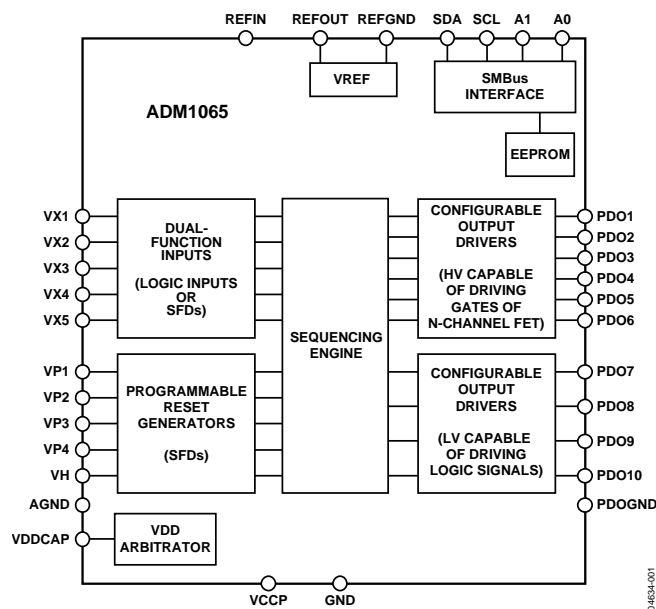 REFIN REFOUT REFGND SDA SCL A1 A0
VREF
SMBus
INTERFACE
ADM1065
EEPROM
VX1
VX2
VX3
VX4
VX5
DUAL-
FUNCTION
INPUTS
(LOGIC INPUTS
OR
SFDs)
VP1
VP2
VP3
VP4
VH
PROGRAMMABLE
RESET
GENERATORS
(SFDs)
AGND
VDDCAP
VDD
ARBITRATOR
SEQUENCING
ENGINE
CONFIGURABLE
OUTPUT
DRIVERS
(HV CAPABLE
OF DRIVING
GATES OF
N-CHANNEL FET)
PDO1
PDO2
PDO3
PDO4
PDO5
PDO6
CONFIGURABLE
OUTPUT
DRIVERS
(LV CAPABLE
OF DRIVING
LOGIC SIGNALS)
PDO7
PDO8
PDO9
PDO10
PDOGND
VCCP GND
04634-001